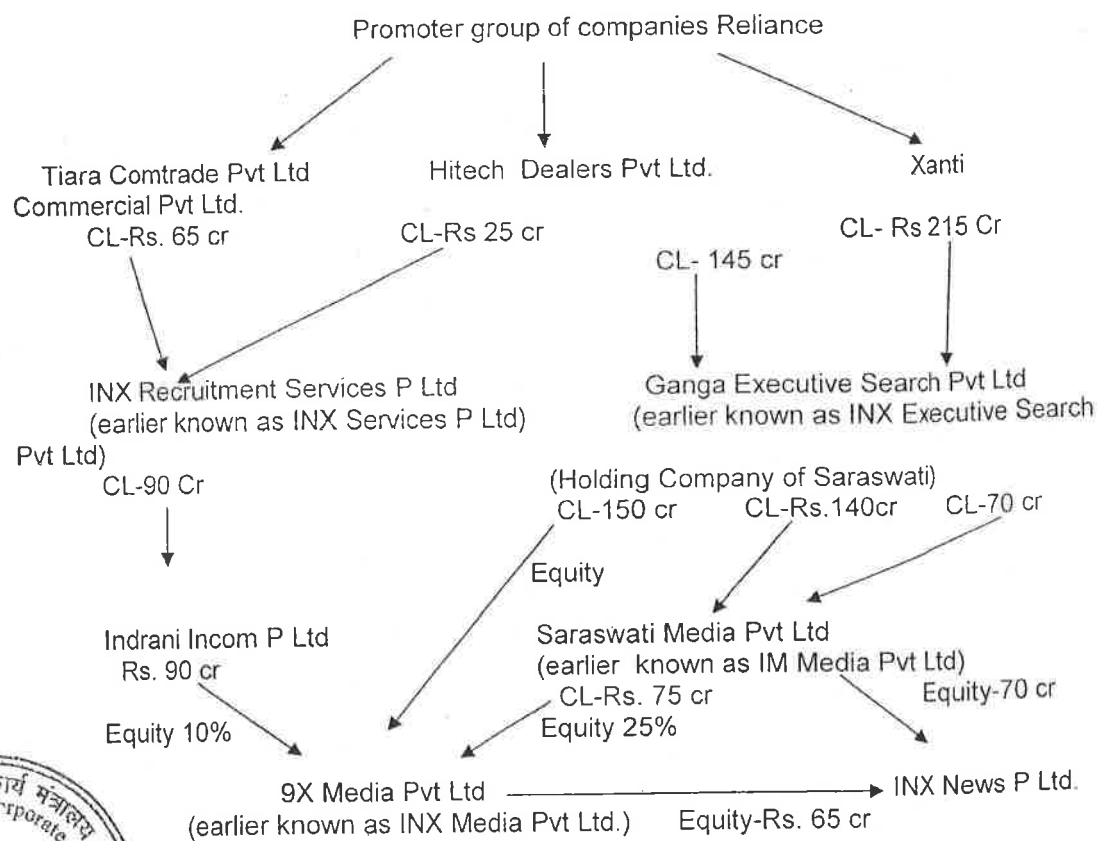 Promoter group of companies Reliance
Tiara Comtrade Pvt Ltd
Commercial Pvt Ltd.
CL-Rs. 65 cr
Hitech Dealers Pvt Ltd.
CL-Rs 25 cr
Xanti
CL- Rs 215 Cr
CL- 145 cr
INX Recruitment Services P Ltd
(earlier known as INX Services P Ltd)
Ganga Executive Search Pvt Ltd
(earlier known as INX Executive Search
Pvt Ltd)
CL-90 Cr
(Holding Company of Saraswati)
CL-150 cr CL-Rs.140cr CL-70 cr
Equity
Indrani Incom P Ltd
Rs. 90 cr
Equity 10%
Saraswati Media Pvt Ltd
(earlier known as IM Media Pvt Ltd)
CL-Rs. 75 cr
Equity 25%
Equity-70 cr
9X Media Pvt Ltd
(earlier known as INX Media Pvt Ltd.)
INX News P Ltd.
Equity-Rs. 65 cr
कार्य मंत्रालय